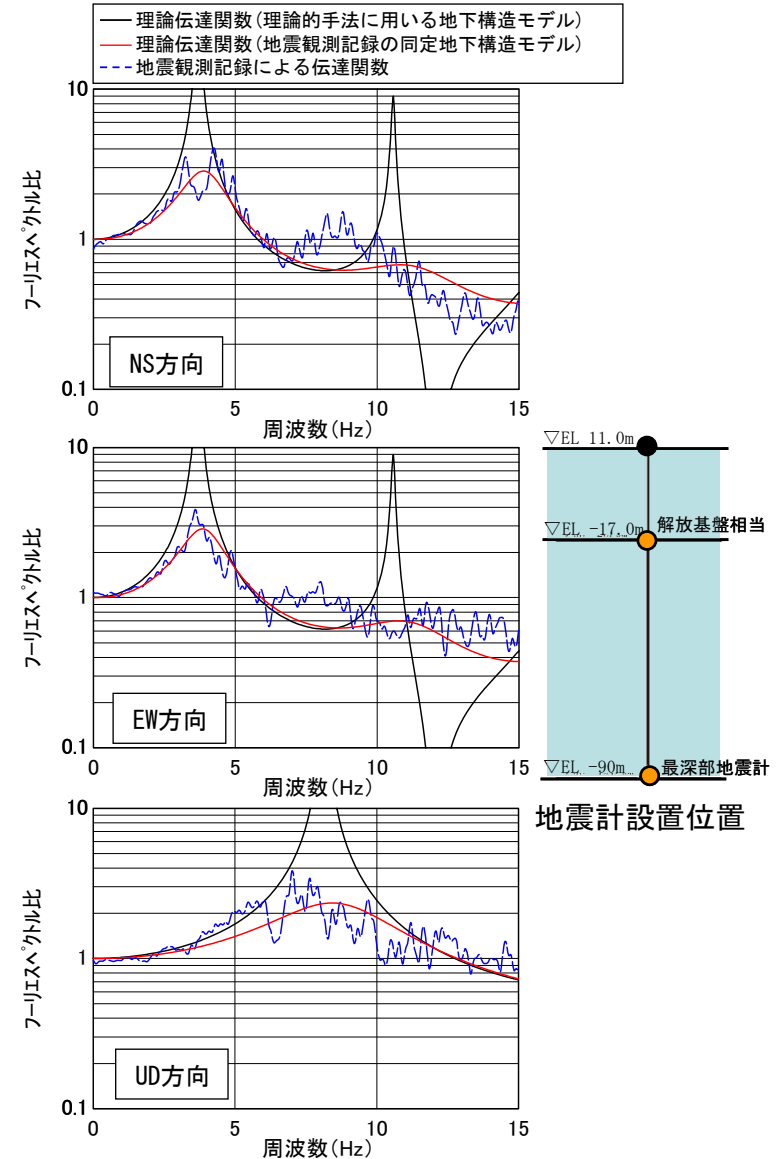 理論伝達関数(理論的手法に用いる地下構造モデル)
理論伝達関数(地震観測記録の同定地下構造モデル)
地震観測記録による伝達関数
10
1
0.1
フーリエスペクトル比
NS方向
0 5 10 15
周波数(Hz)
10
1
0.1
フーリエスペクトル比
EW方向
0 5 10 15
周波数(Hz)
▽EL 11.0m
▽EL -17.0m 解放基盤相当
▽EL -90m 最深部地震計
地震計設置位置
10
1
0.1
フーリエスペクトル比
UD方向
0 5 10 15
周波数(Hz)